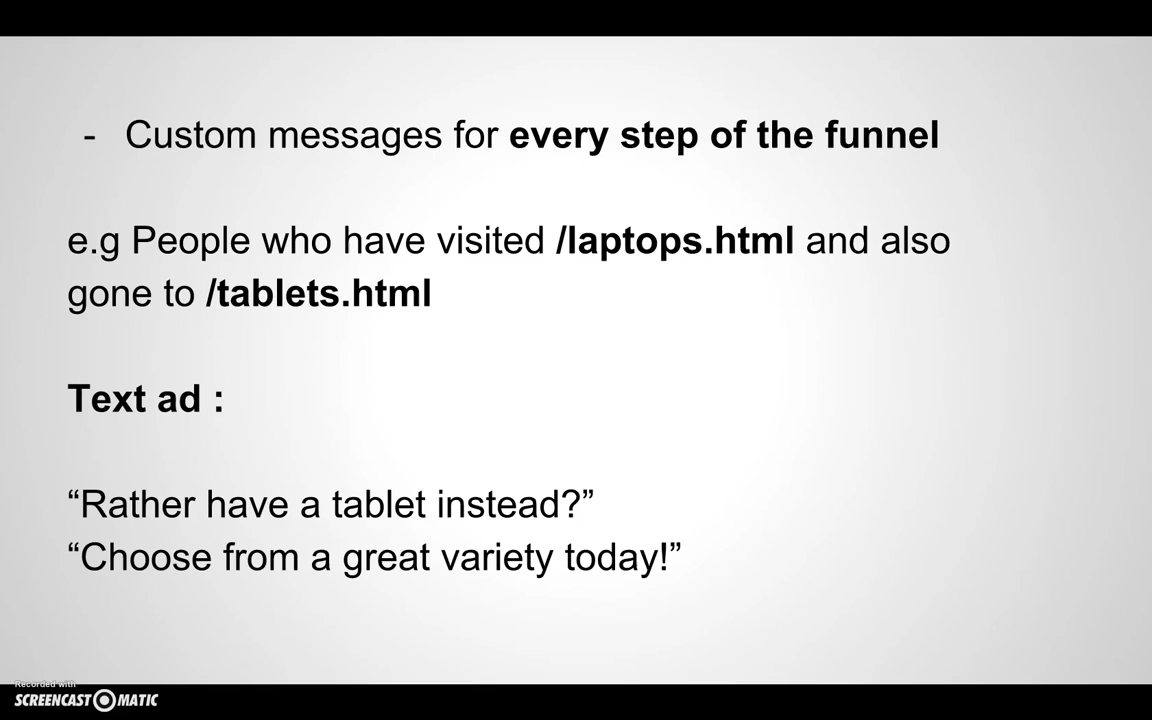 - Custom messages for every step of the funnel
e.g People who have visited /laptops.html and also
gone to /tablets.html
Text ad :
“Rather have a tablet instead?”
“Choose from a great variety today!”
Recorded with
SCREENCAST MATIC